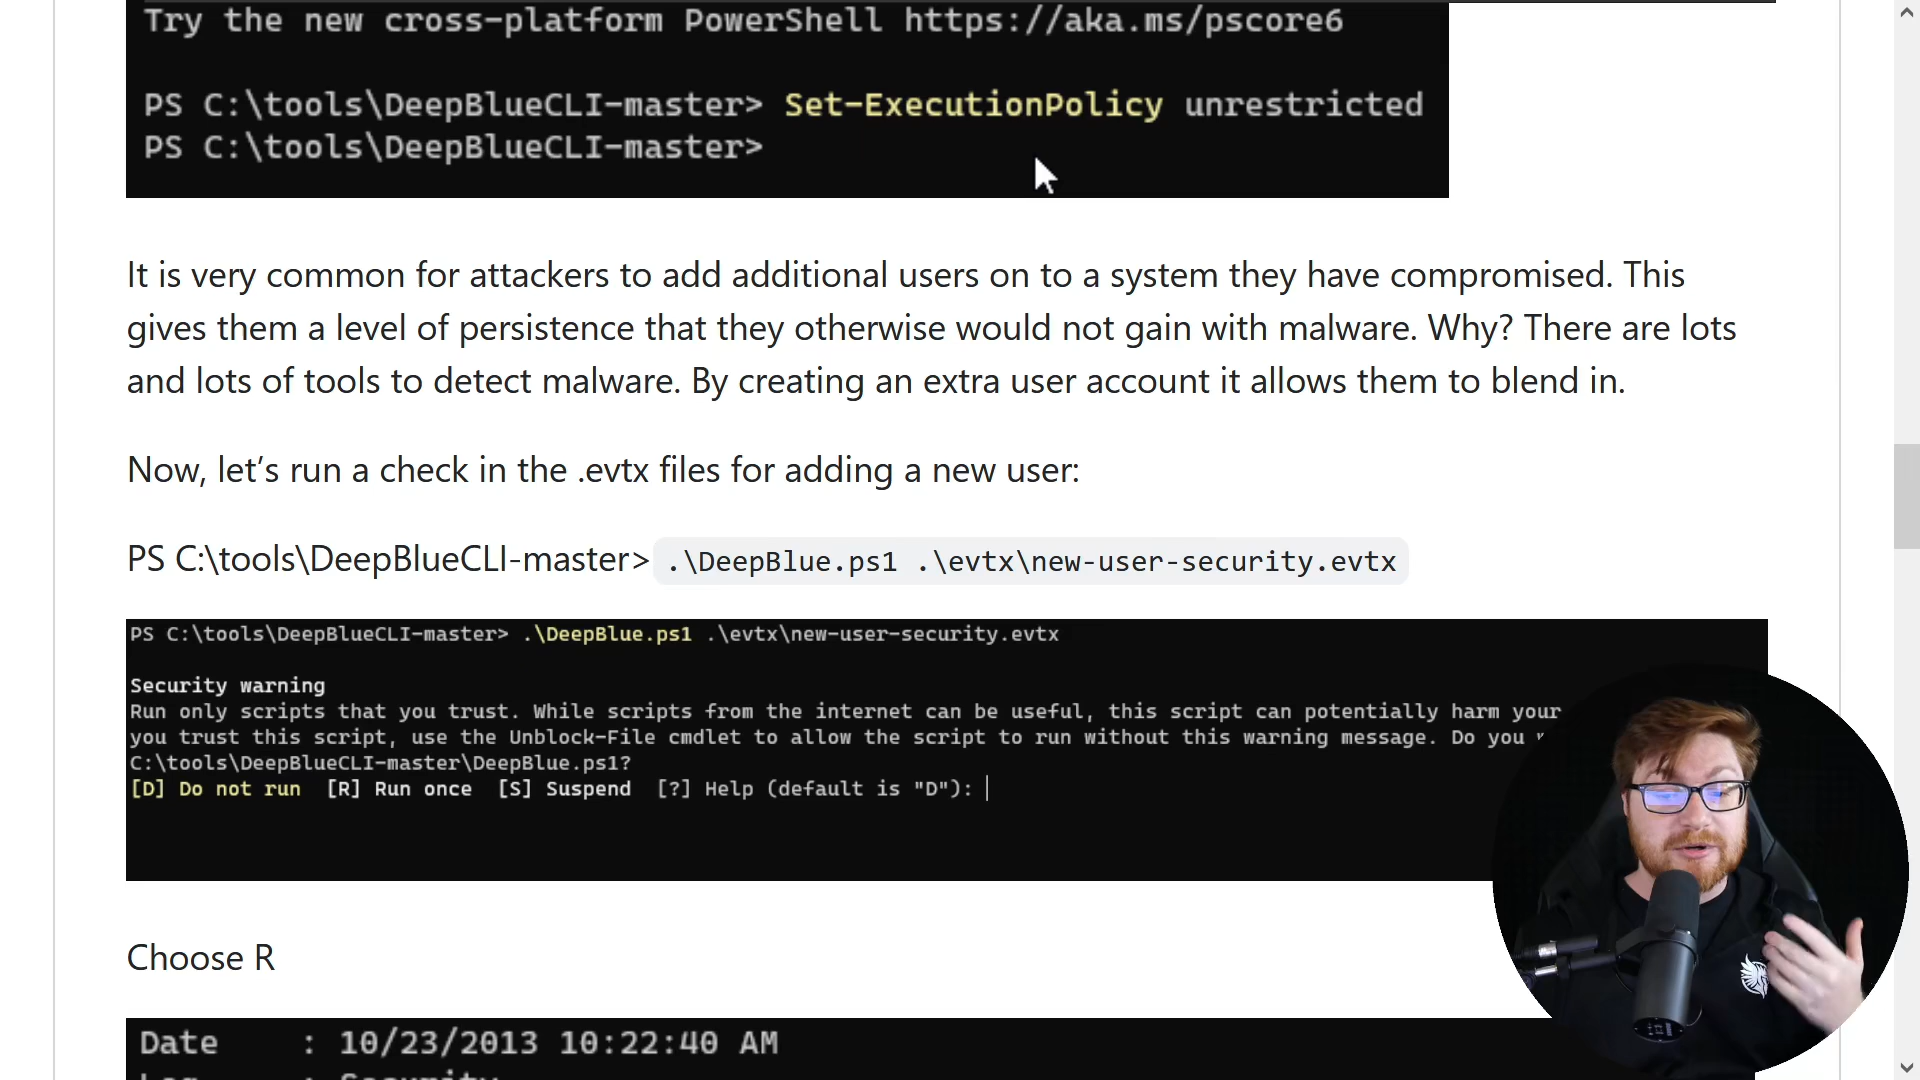 Try the new cross-platform PowerShell https://aka.ms/pscore6
PS C:\tools\DeepBlueCLI-master> Set-ExecutionPolicy unrestricted
PS C:\tools\DeepBlueCLI-master>
It is very common for attackers to add additional users on to a system they have compromised. This
gives them a level of persistence that they otherwise would not gain with malware. Why? There are lots
and lots of tools to detect malware. By creating an extra user account it allows them to blend in.
Now, let’s run a check in the .evtx files for adding a new user:
PS C:\tools\DeepBlueCLI-master> .\DeepBlue.ps1 .\evtx\new-user-security.evtx
PS C:\tools\DeepBlueCLI-master> .\DeepBlue.ps1 .\evtx\new-user-security.evtx
Security warning
Run only scripts that you trust. While scripts from the internet can be useful, this script can potentially harm your
you trust this script, use the Unblock-File cmdlet to allow the script to run without this warning message. Do you
C:\tools\DeepBlueCLI-master\DeepBlue.ps1?
[D] Do not run [R] Run once [S] Suspend [?] Help (default is "D"):
Choose R
Date : 10/23/2013 10:22:40 AM